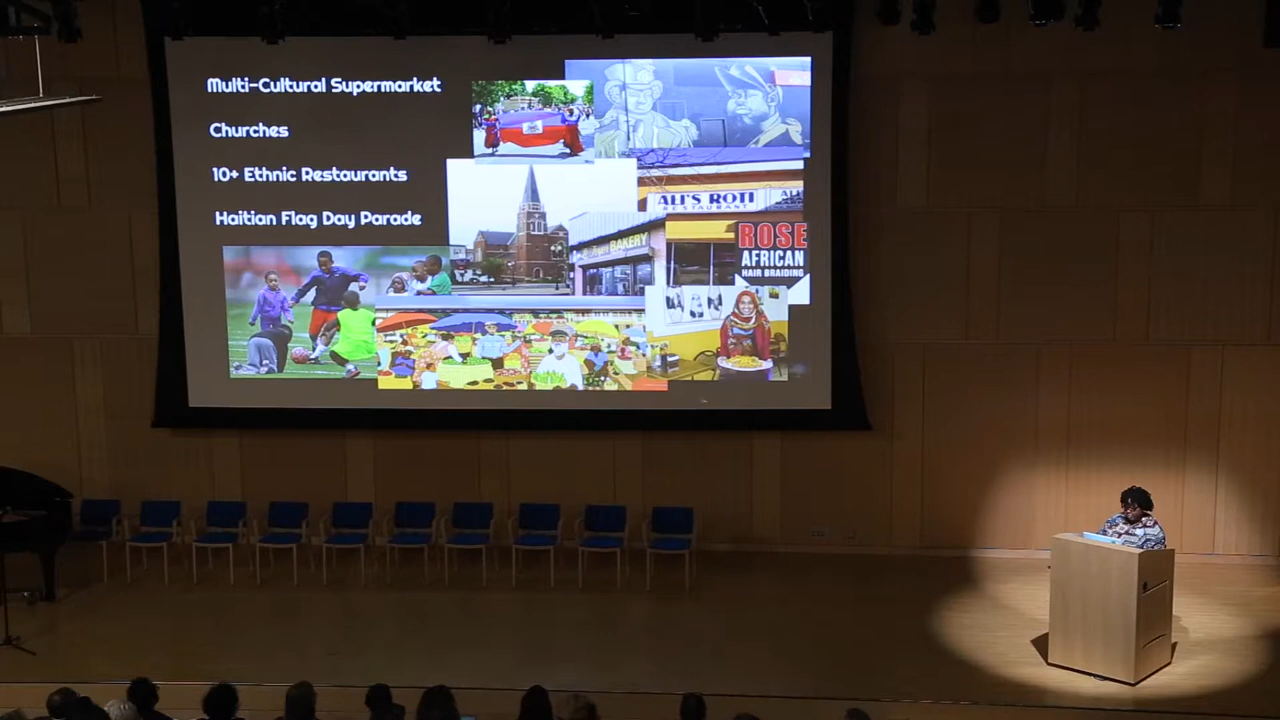 Multi-Cultural Supermarket
Churches
10+ Ethnic Restaurants
Haitian Flag Day Parade
ALI'S ROTI
RESTAURANT
BAKERY
ROSE
AFRICAN
HAIR BRAIDING